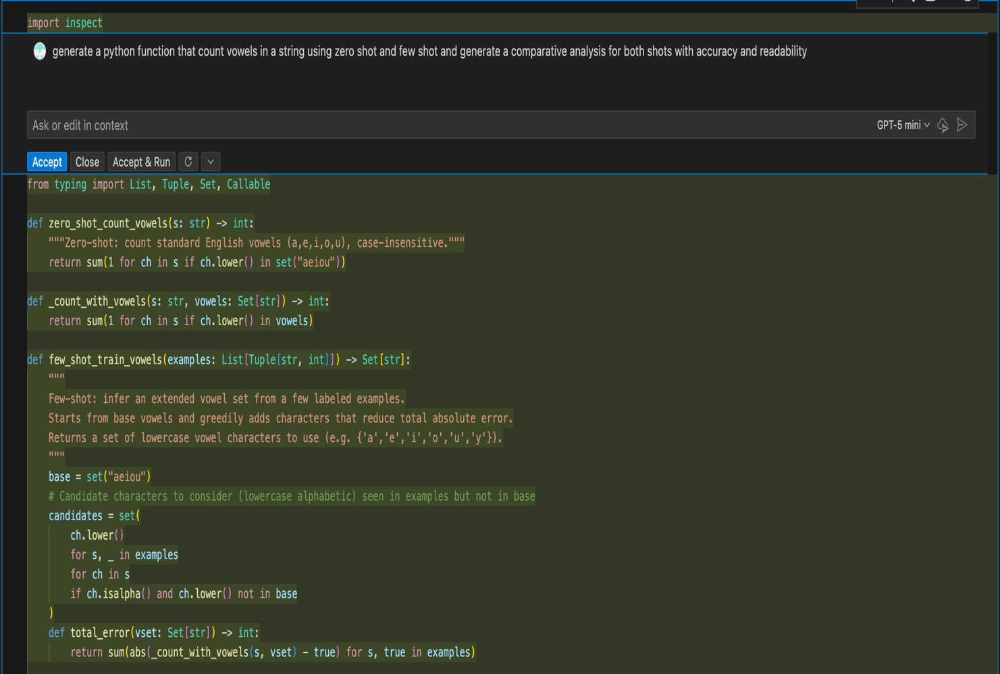 import inspect
generate a python function that count vowels in a string using zero shot and few shot and generate a comparative analysis for both shots with accuracy and readability
Ask or edit in context
GPT-5 mini
Accept
Close
Accept & Run
from typing import List, Tuple, Set, Callable
def zero_shot_count_vowels(s: str) -> int:
    """Zero-shot: count standard English vowels (a,e,i,o,u), case-insensitive."""
    return sum(1 for ch in s if ch.lower() in set("aeiou"))
def _count_with_vowels(s: str, vowels: Set[str]) -> int:
    return sum(1 for ch in s if ch.lower() in vowels)
def few_shot_train_vowels(examples: List[Tuple[str, int]]) -> Set[str]:
    """
    Few-shot: infer an extended vowel set from a few labeled examples.
    Starts from base vowels and greedily adds characters that reduce total absolute error.
    Returns a set of lowercase vowel characters to use (e.g. {'a','e','i','o','u','y'}).
    """
    base = set("aeiou")
    # Candidate characters to consider (lowercase alphabetic) seen in examples but not in base
    candidates = set(
        ch.lower()
        for s, _ in examples
        for ch in s
        if ch.isalpha() and ch.lower() not in base
    )
    def total_error(vset: Set[str]) -> int:
        return sum(abs(_count_with_vowels(s, vset) - true) for s, true in examples)